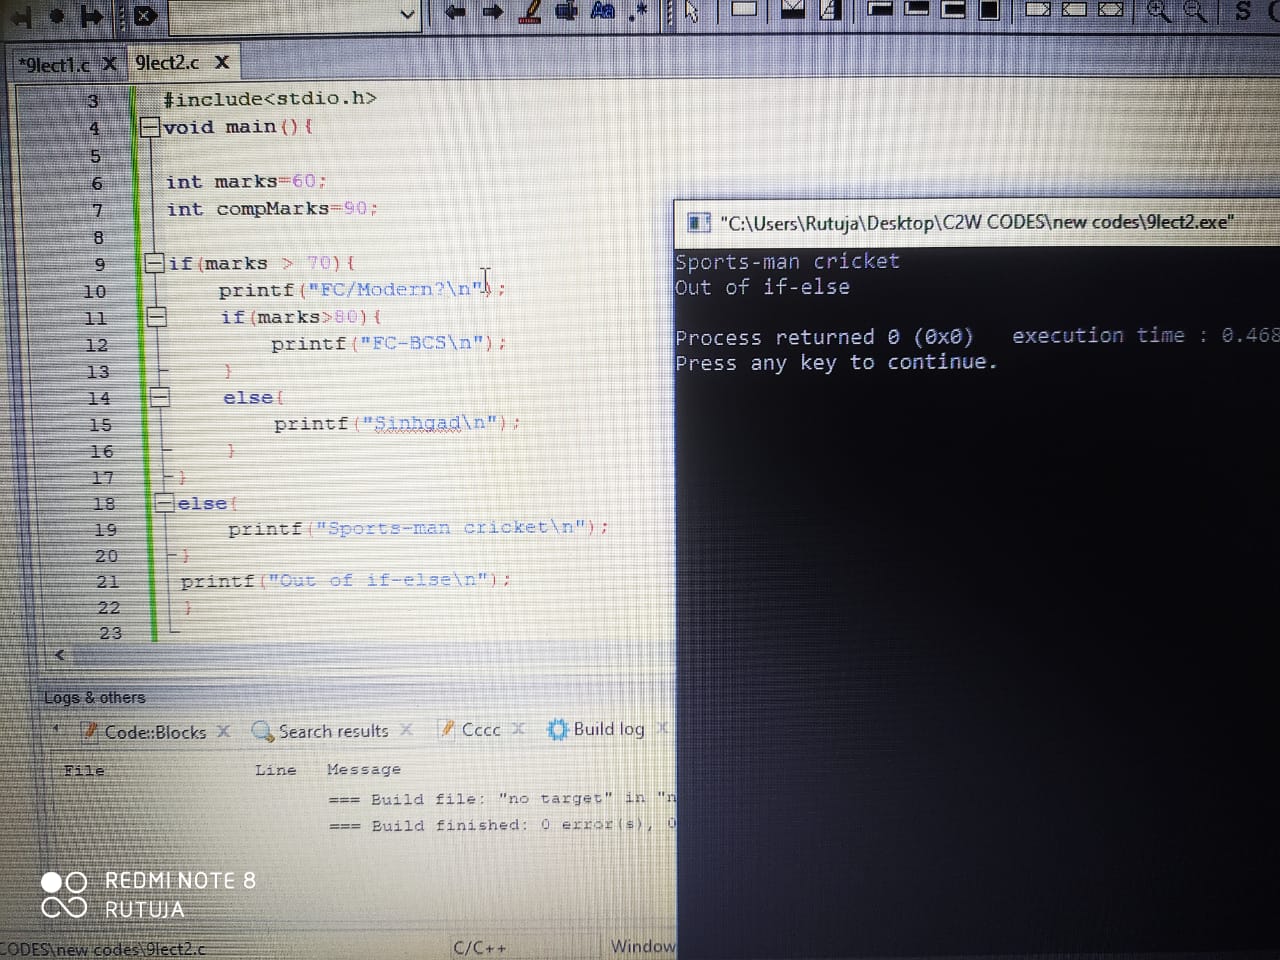 *9lect1.c X 9lect2.c X
3 #include<stdio.h>
4 void main(){
5
6 int marks=60;
7 int compMarks=90;
8
9 if(marks > 70){
10 printf("FC/Modern?\n");
11 if(marks>80){
12 printf("FC-BCS\n");
13 }
14 else{
15 printf("Sinhgad\n");
16 }
17 }
18 else{
19 printf("Sports-man cricket\n");
20 }
21 printf("Out of if-else\n");
22 }
23
"C:\Users\Rutuja\Desktop\C2W CODES\new codes\9lect2.exe"
Sports-man cricket
Out of if-else
Process returned 0 (0x0) execution time : 0.468
Press any key to continue.
Logs & others
Code::Blocks X Search results X Cccc X Build log X
File Line Message
=== Build file: "no target" in "n
=== Build finished: 0 error(s), 0
REDMI NOTE 8
RUTUJA
CODES\new codes\9lect2.c C/C++ Window